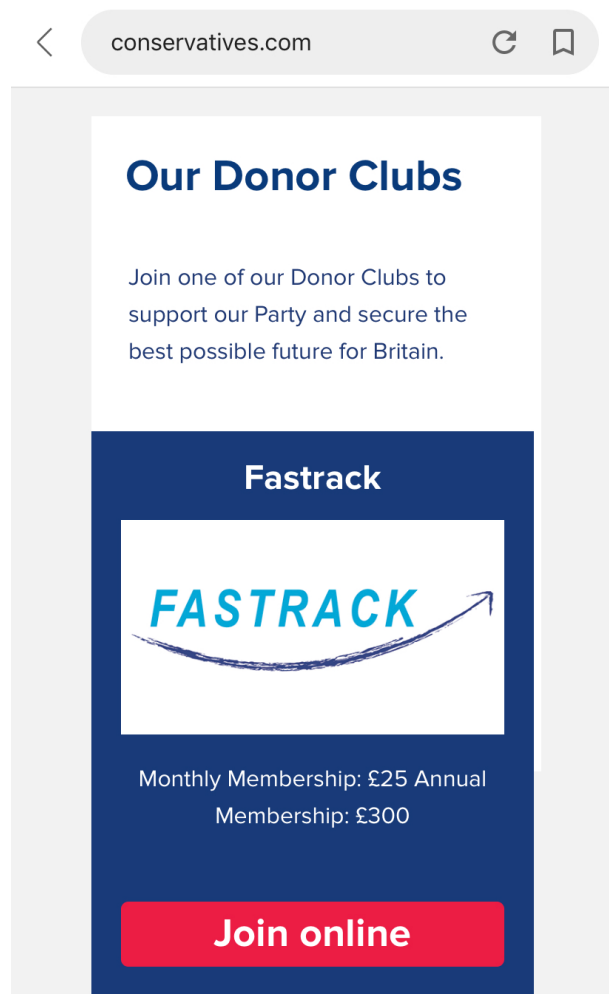 conservatives.com
Our Donor Clubs
Join one of our Donor Clubs to
support our Party and secure the
best possible future for Britain.
Fastrack
FASTRACK
Monthly Membership: £25 Annual
Membership: £300
Join online